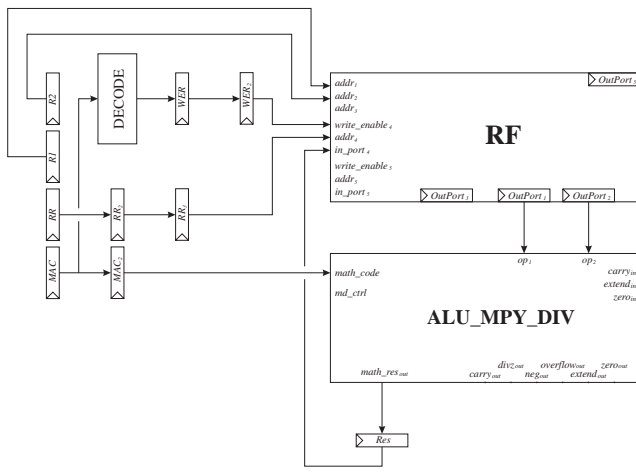 OutPort5
addr1
addr2
addr3
write_enable4
addr4
in_port4
write_enable5
addr5
in_port5
RF
OutPort3
OutPort1
OutPort2
R2
DECODE
WER
WER2
R1
RR
RR2
RR3
MAC
MAC2
op1
op2
math_code
md_ctrl
carryin
extendin
zeroin
ALU_MPY_DIV
math_resout
divzout
overflowout
zeroout
carryout
negout
extendout
Res